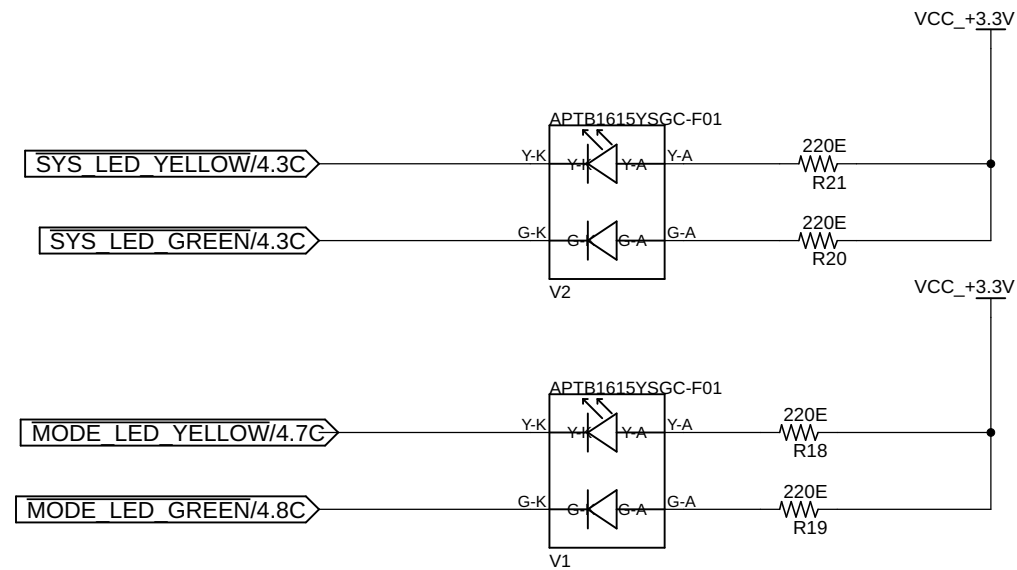 VCC_+3.3V
APTB1615YSGC-F01
SYS_LED_YELLOW/4.3C
Y-K
Y-K
Y-A
Y-A
220E
R21
SYS_LED_GREEN/4.3C
G-K
G-K
G-A
G-A
220E
R20
V2
VCC_+3.3V
APTB1615YSGC-F01
MODE_LED_YELLOW/4.7C
Y-K
Y-K
Y-A
Y-A
220E
R18
MODE_LED_GREEN/4.8C
G-K
G-K
G-A
G-A
220E
R19
V1